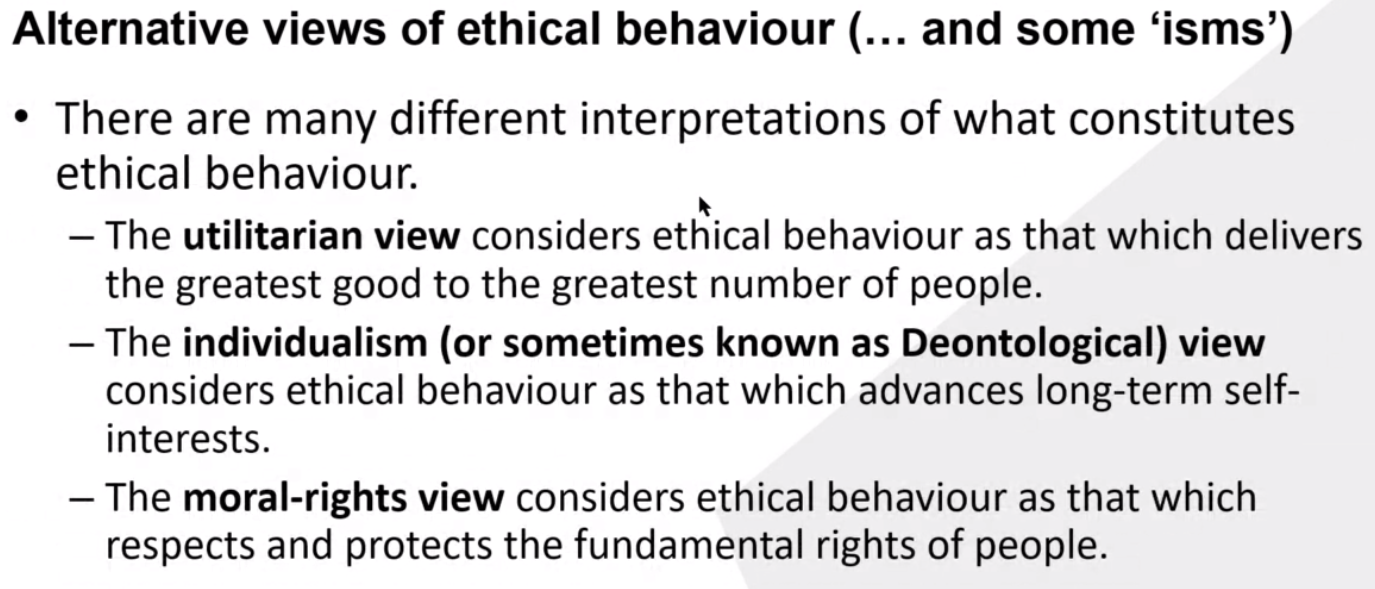 Alternative views of ethical behaviour (… and some ‘isms’)
• There are many different interpretations of what constitutes
ethical behaviour.
– The utilitarian view considers ethical behaviour as that which delivers
the greatest good to the greatest number of people.
– The individualism (or sometimes known as Deontological) view
considers ethical behaviour as that which advances long-term self-
interests.
– The moral-rights view considers ethical behaviour as that which
respects and protects the fundamental rights of people.